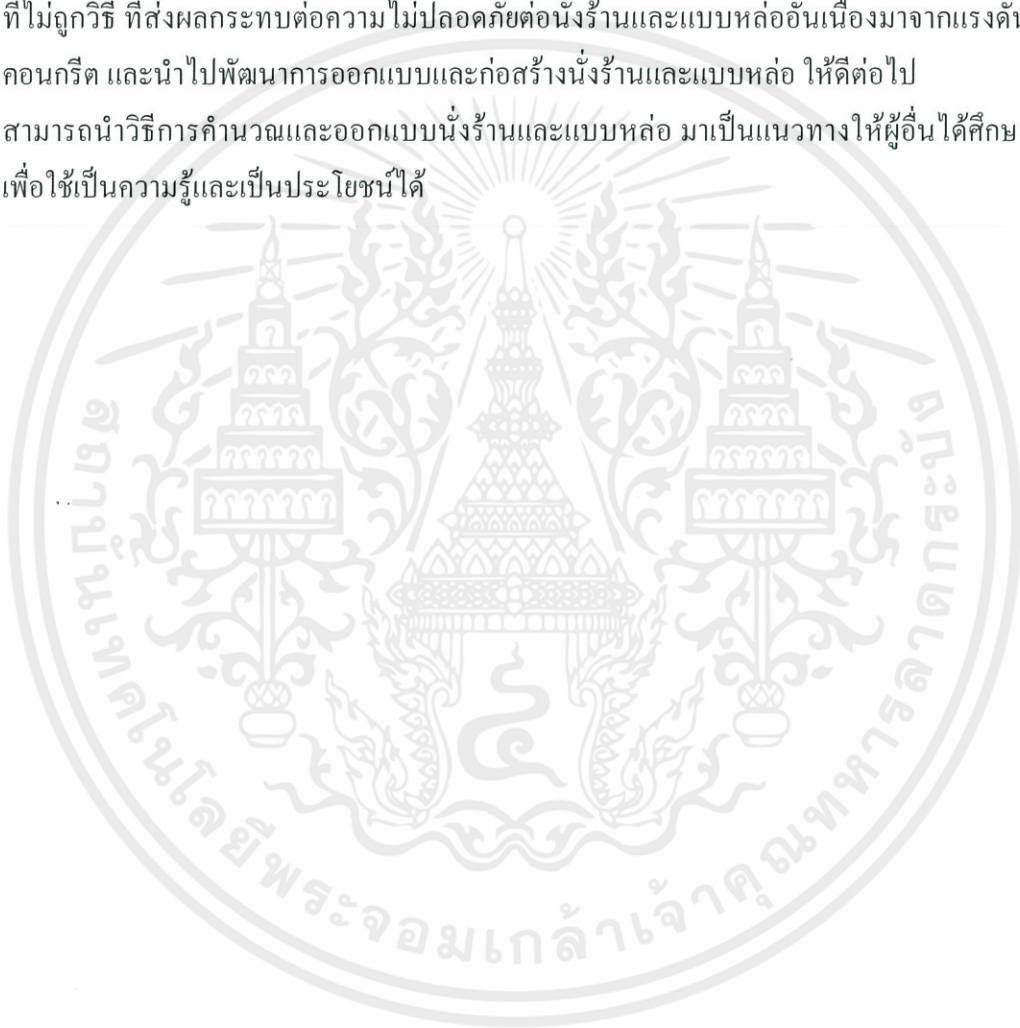 ที่ไม่ถูกวิธี ที่ส่งผลกระทบต่อความไม่ปลอดภัยต่อนั่งร้านและแบบหล่ออันเนื่องมาจากแรงดัน
คอนกรีต และนำไปพัฒนาการออกแบบและก่อสร้างนั่งร้านและแบบหล่อ ให้ดีต่อไป
สามารถนำวิธีการคำนวณและออกแบบนั่งร้านและแบบหล่อ มาเป็นแนวทางให้ผู้อื่นได้ศึกษ
เพื่อใช้เป็นความรู้และเป็นประโยชน์ได้
สถาบันเทคโนโลยีพระจอมเกล้าเจ้าคุณทหารลาดกระบัง